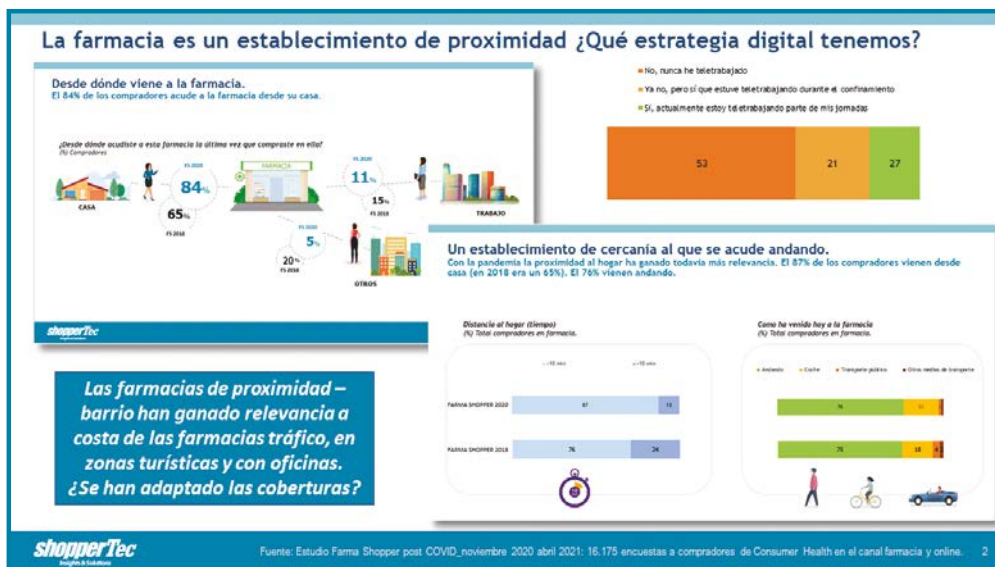 La farmacia es un establecimiento de proximidad ¿Qué estrategia digital tenemos?
Desde dónde viene a la farmacia.
El 84% de los compradores acude a la farmacia desde su casa.
¿Desde dónde acudiste a esta farmacia la última vez que compraste en ella?
(%) Compradores
FS 2020
84%
65%
FS 2018
CASA
FARMACIA
FS 2020
11%
15%
FS 2018
TRABAJO
FS 2020
5%
20%
FS 2018
OTROS
shopperTec
No, nunca he teletrabajado
Ya no, pero sí que estuve teletrabajando durante el confinamiento
Sí, actualmente estoy teletrabajando parte de mis jornadas
53 21 27
Un establecimiento de cercanía al que se acude andando.
Con la pandemia la proximidad al hogar ha ganado todavía más relevancia. El 87% de los compradores vienen desde
casa (en 2018 era un 65%). El 76% vienen andando.
Distancia al hogar (tiempo)
(%) Total compradores en farmacia.
FARMA SHOPPER 2020
87 13
FARMA SHOPPER 2018
76 24
Como ha venido hoy a la farmacia
(%) Total compradores en farmacia.
Andando Coche Transporte público Otros medios de transporte
76
75 18
Las farmacias de proximidad –
barrio han ganado relevancia a
costa de las farmacias tráfico, en
zonas turísticas y con oficinas.
¿Se han adaptado las coberturas?
shopperTec
Insights & Solutions
Fuente: Estudio Farma Shopper post COVID_noviembre 2020 abril 2021: 16.175 encuestas a compradores de Consumer Health en el canal farmacia y online. 2